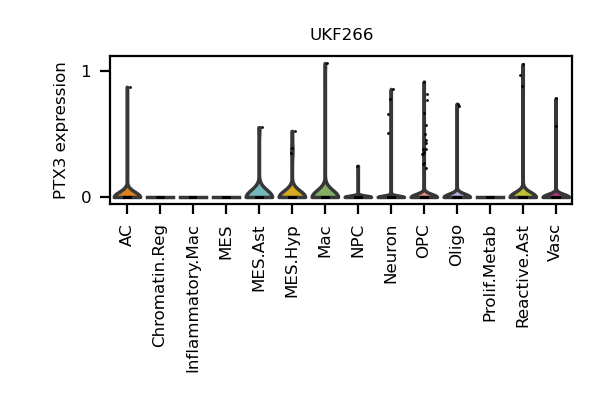 UKF266
PTX3 expression
1
0
AC
Chromatin.Reg
Inflammatory.Mac
MES
MES.Ast
MES.Hyp
Mac
NPC
Neuron
OPC
Oligo
Prolif.Metab
Reactive.Ast
Vasc